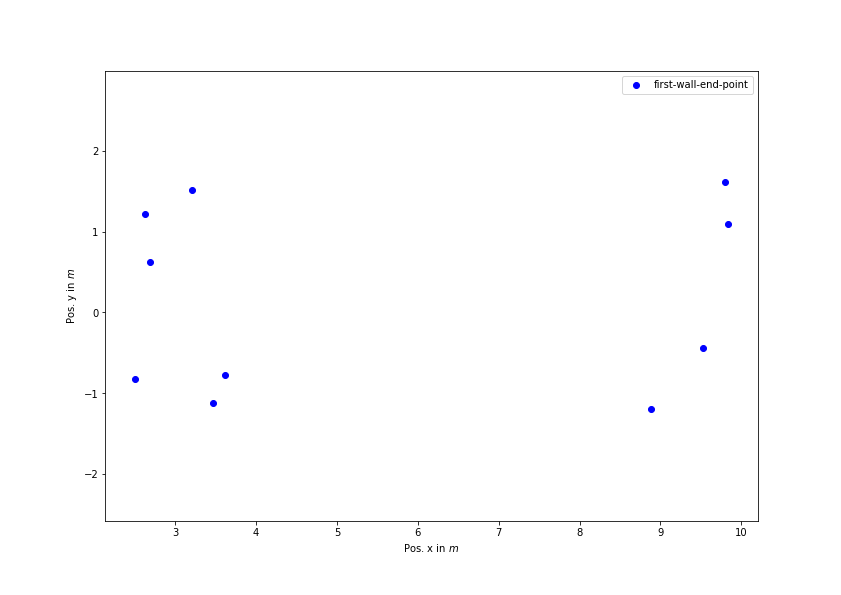 first-wall-end-point
2
1
0
−1
−2
Pos. y in m
3 4 5 6 7 8 9 10
Pos. x in m